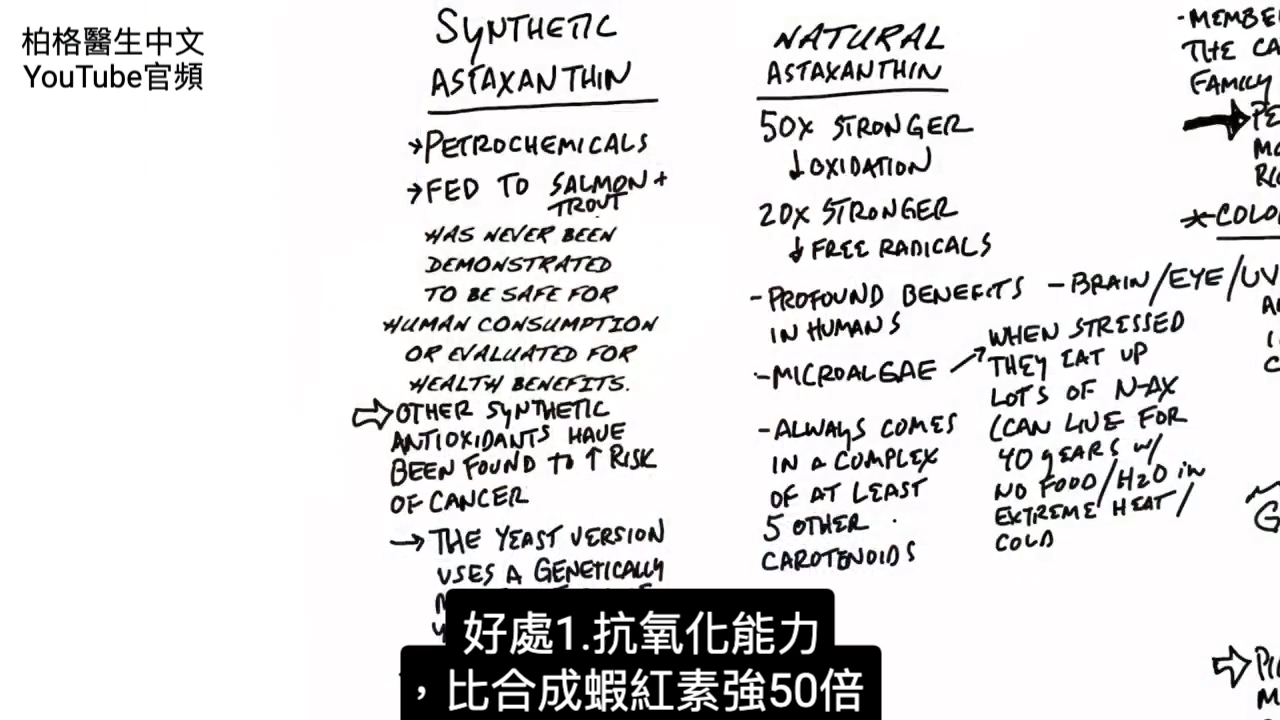 柏格醫生中文
YouTube官頻
SYNTHETIC
ASTAXANTHIN
→PETROCHEMICALS
→FED TO SALMON +
TROUT
HAS NEVER BEEN
DEMONSTRATED
TO BE SAFE FOR
HUMAN CONSUMPTION
OR EVALUATED FOR
HEALTH BENEFITS.
⇨OTHER SYNTHETIC
ANTIOXIDANTS HAVE
BEEN FOUND TO ↑ RISK
OF CANCER
→ THE YEAST VERSION
USES A GENETICALLY
NATURAL
ASTAXANTHIN
50X STRONGER
↓OXIDATION
20X STRONGER
↓FREE RADICALS
-PROFOUND BENEFITS
IN HUMANS
-BRAIN/EYE/UV
-MICROALGAE
WHEN STRESSED
THEY EAT UP
LOTS OF N-AX
(CAN LIVE FOR
40 YEARS W/
NO FOOD/H2O IN
EXTREME HEAT/
COLD
-ALWAYS COMES
IN A COMPLEX
OF AT LEAST
5 OTHER
CAROTENOIDS
THE
FAMILY
好處1.抗氧化能力
，比合成蝦紅素強50倍